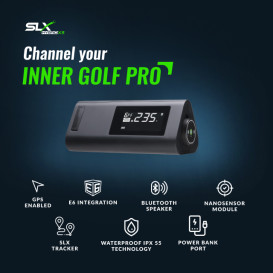 SLX
Channel your
INNER GOLF PRO
.235.
GPS
ENABLED
E6 INTEGRATION
BLUETOOTH
SPEAKER
NANOSENSOR
MODULE
SLX
TRACKER
WATERPROOF IPX 55
TECHNOLOGY
POWER BANK
PORT